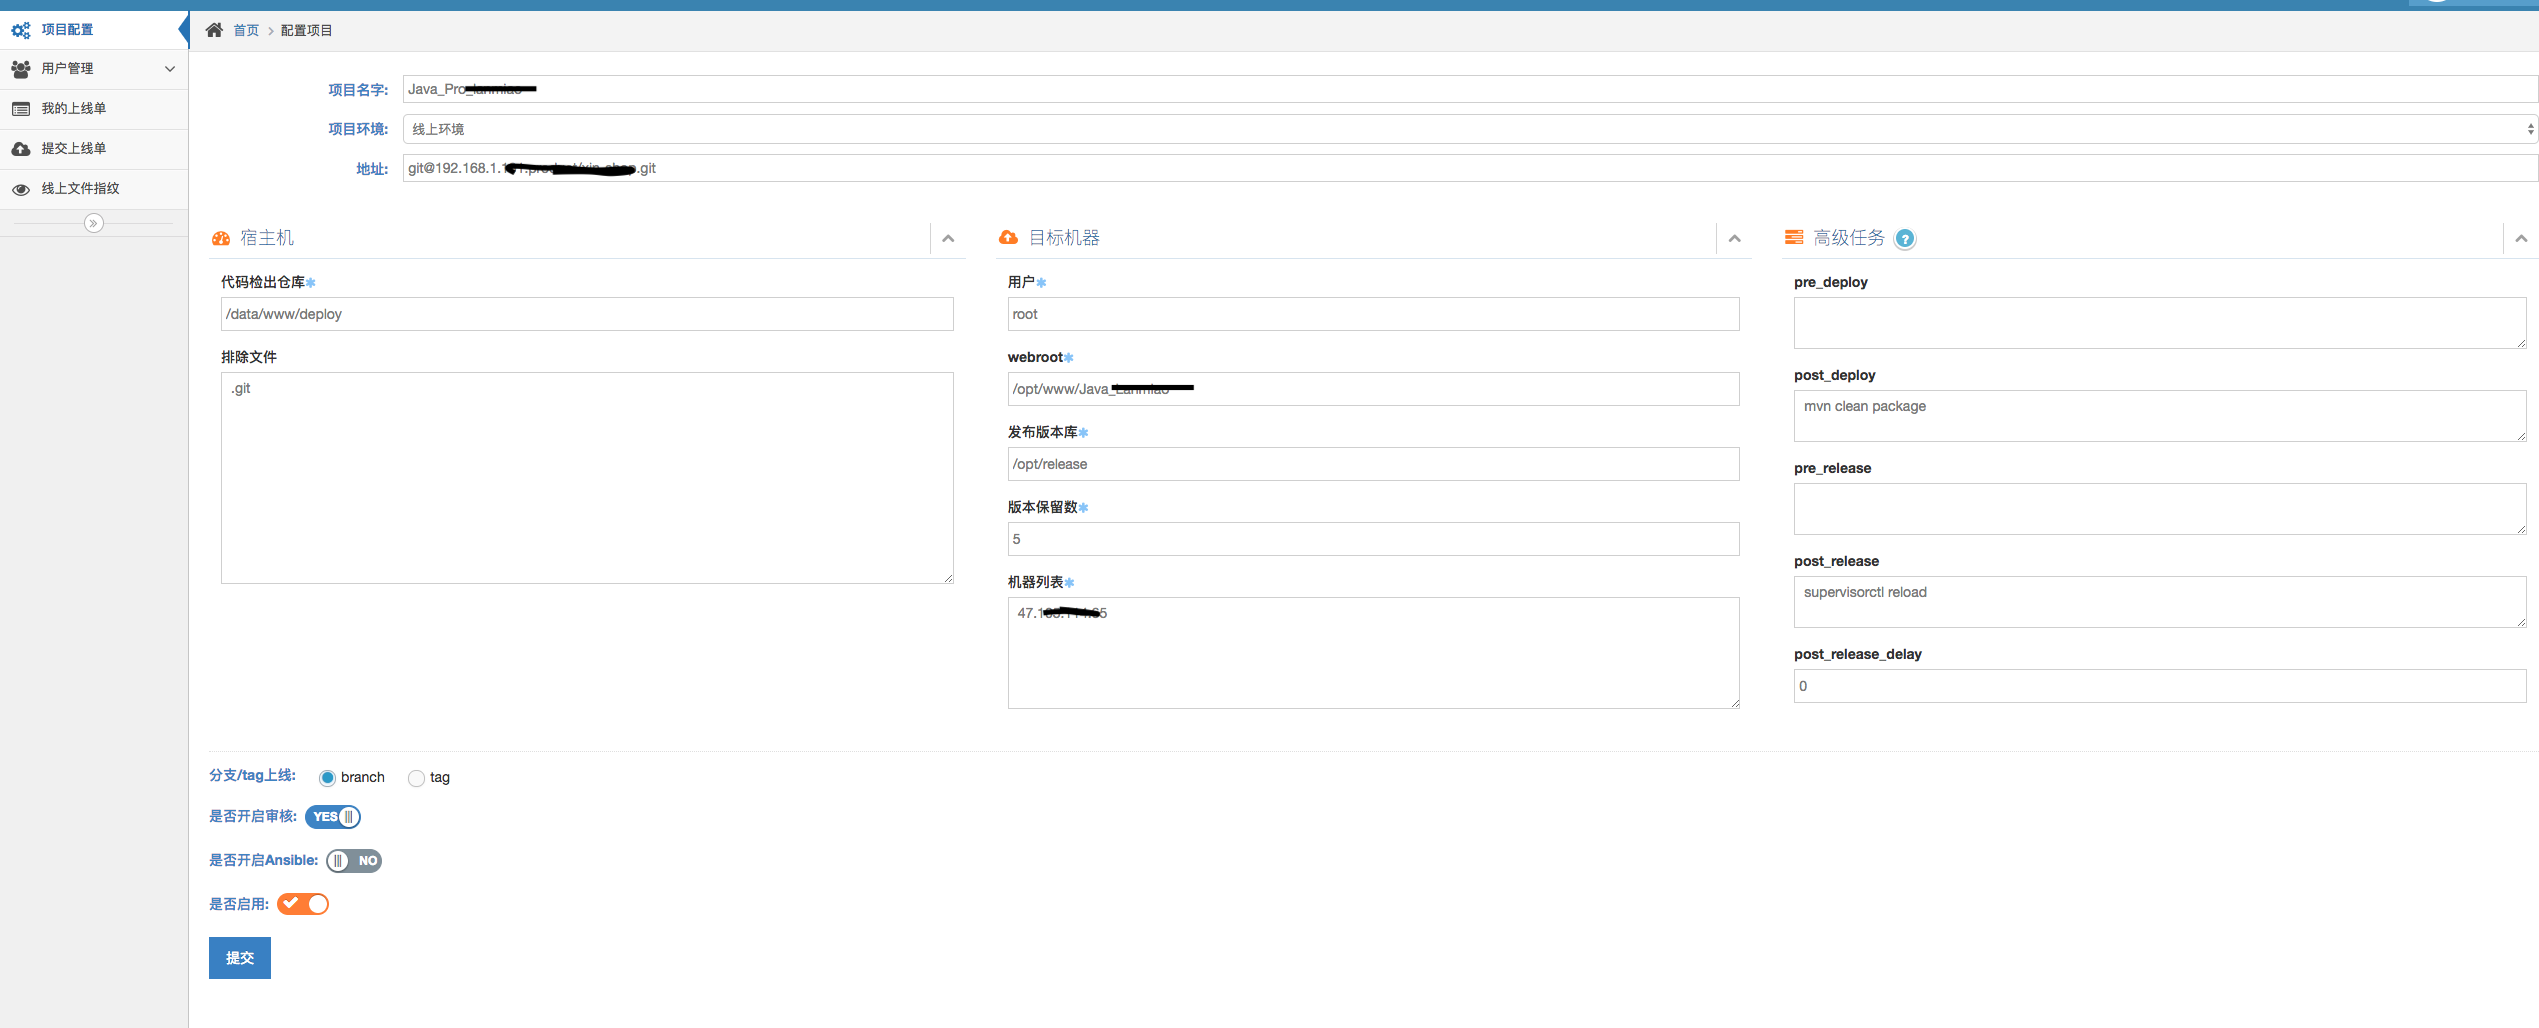 项目配置
用户管理
我的上线单
提交上线单
线上文件指纹
首页 > 配置项目
项目名字: Java_Pro
项目环境: 线上环境
地址: git@192.168.1. .git
宿主机
代码检出仓库*
/data/www/deploy
排除文件
.git
目标机器
用户*
root
webroot*
/opt/www/Java_
发布版本库*
/opt/release
版本保留数*
5
机器列表*
47.1
高级任务 ?
pre_deploy
post_deploy
mvn clean package
pre_release
post_release
supervisorctl reload
post_release_delay
0
分支/tag上线: branch tag
是否开启审核: YES
是否开启Ansible: NO
是否启用:
提交